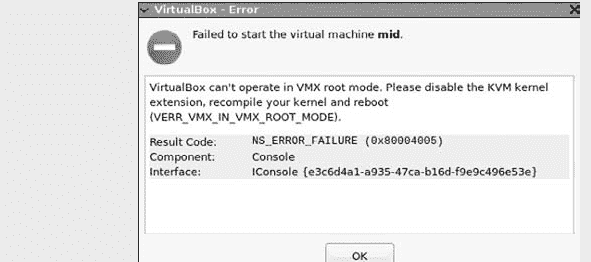 VirtualBox - Error
Failed to start the virtual machine mid.
VirtualBox can't operate in VMX root mode. Please disable the KVM kernel
extension, recompile your kernel and reboot
(VERR_VMX_IN_VMX_ROOT_MODE).
Result Code: NS_ERROR_FAILURE (0x80004005)
Component: Console
Interface: IConsole {e3c6d4a1-a935-47ca-b16d-f9e9c496e53e}
OK